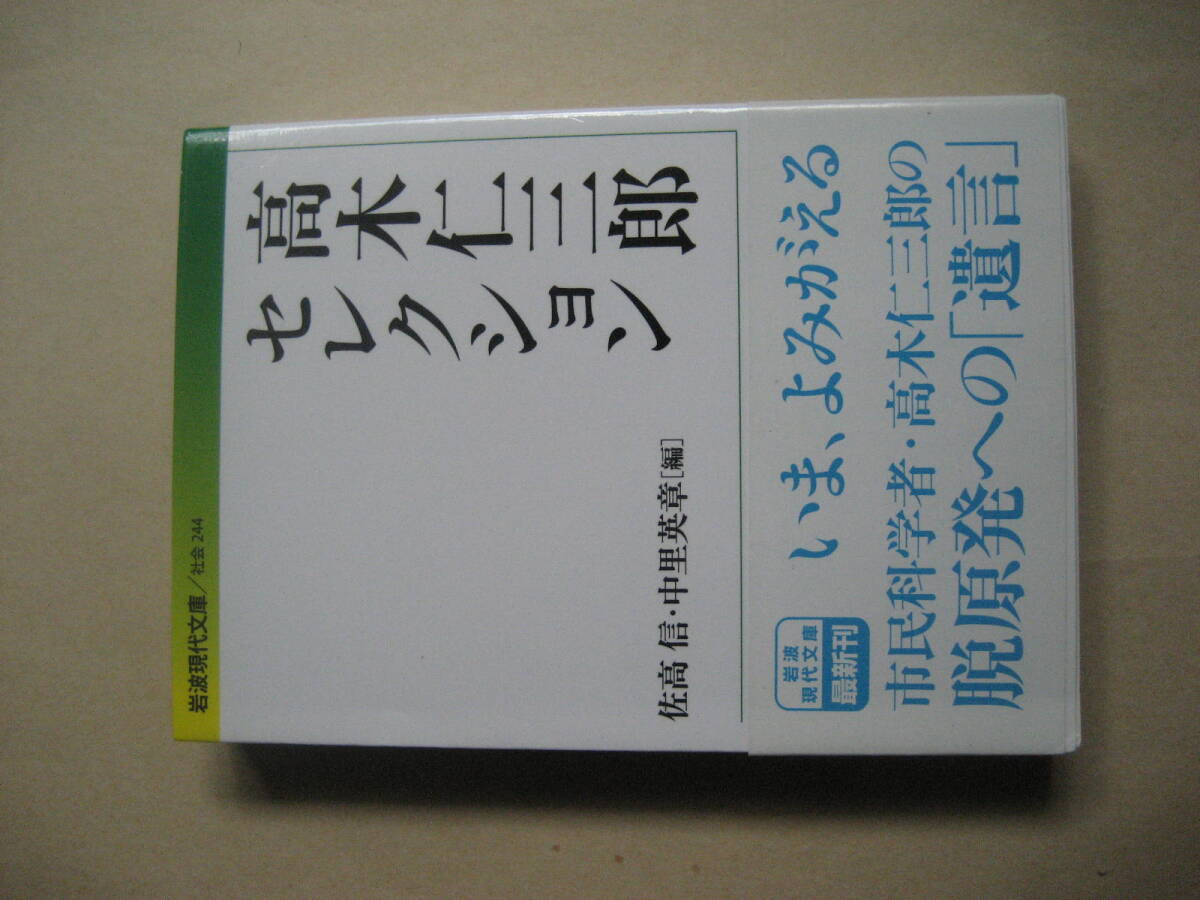 岩波現代文庫／社会 244
高木仁三郎
セレクション
佐高 信・中里英章[編]
いま、よみがえる
市民科学者・高木仁三郎の
脱原発への「遺言」
岩波
現代文庫
最新刊